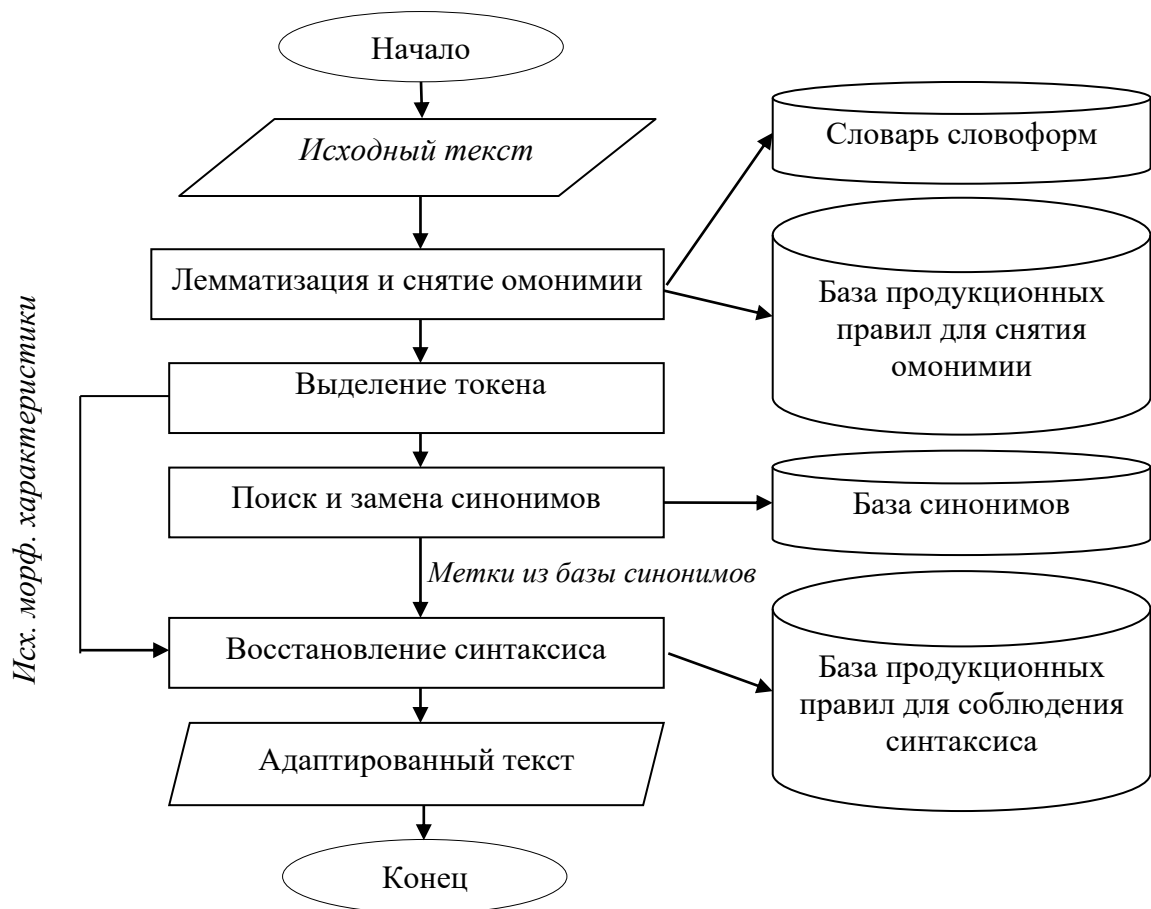 Начало
Исходный текст
Словарь словоформ
Лемматизация и снятие омонимии
База продукционных
правил для снятия
омонимии
Исх. морф. характеристики
Выделение токена
Поиск и замена синонимов
База синонимов
Метки из базы синонимов
Восстановление синтаксиса
База продукционных
правил для соблюдения
синтаксиса
Адаптированный текст
Конец